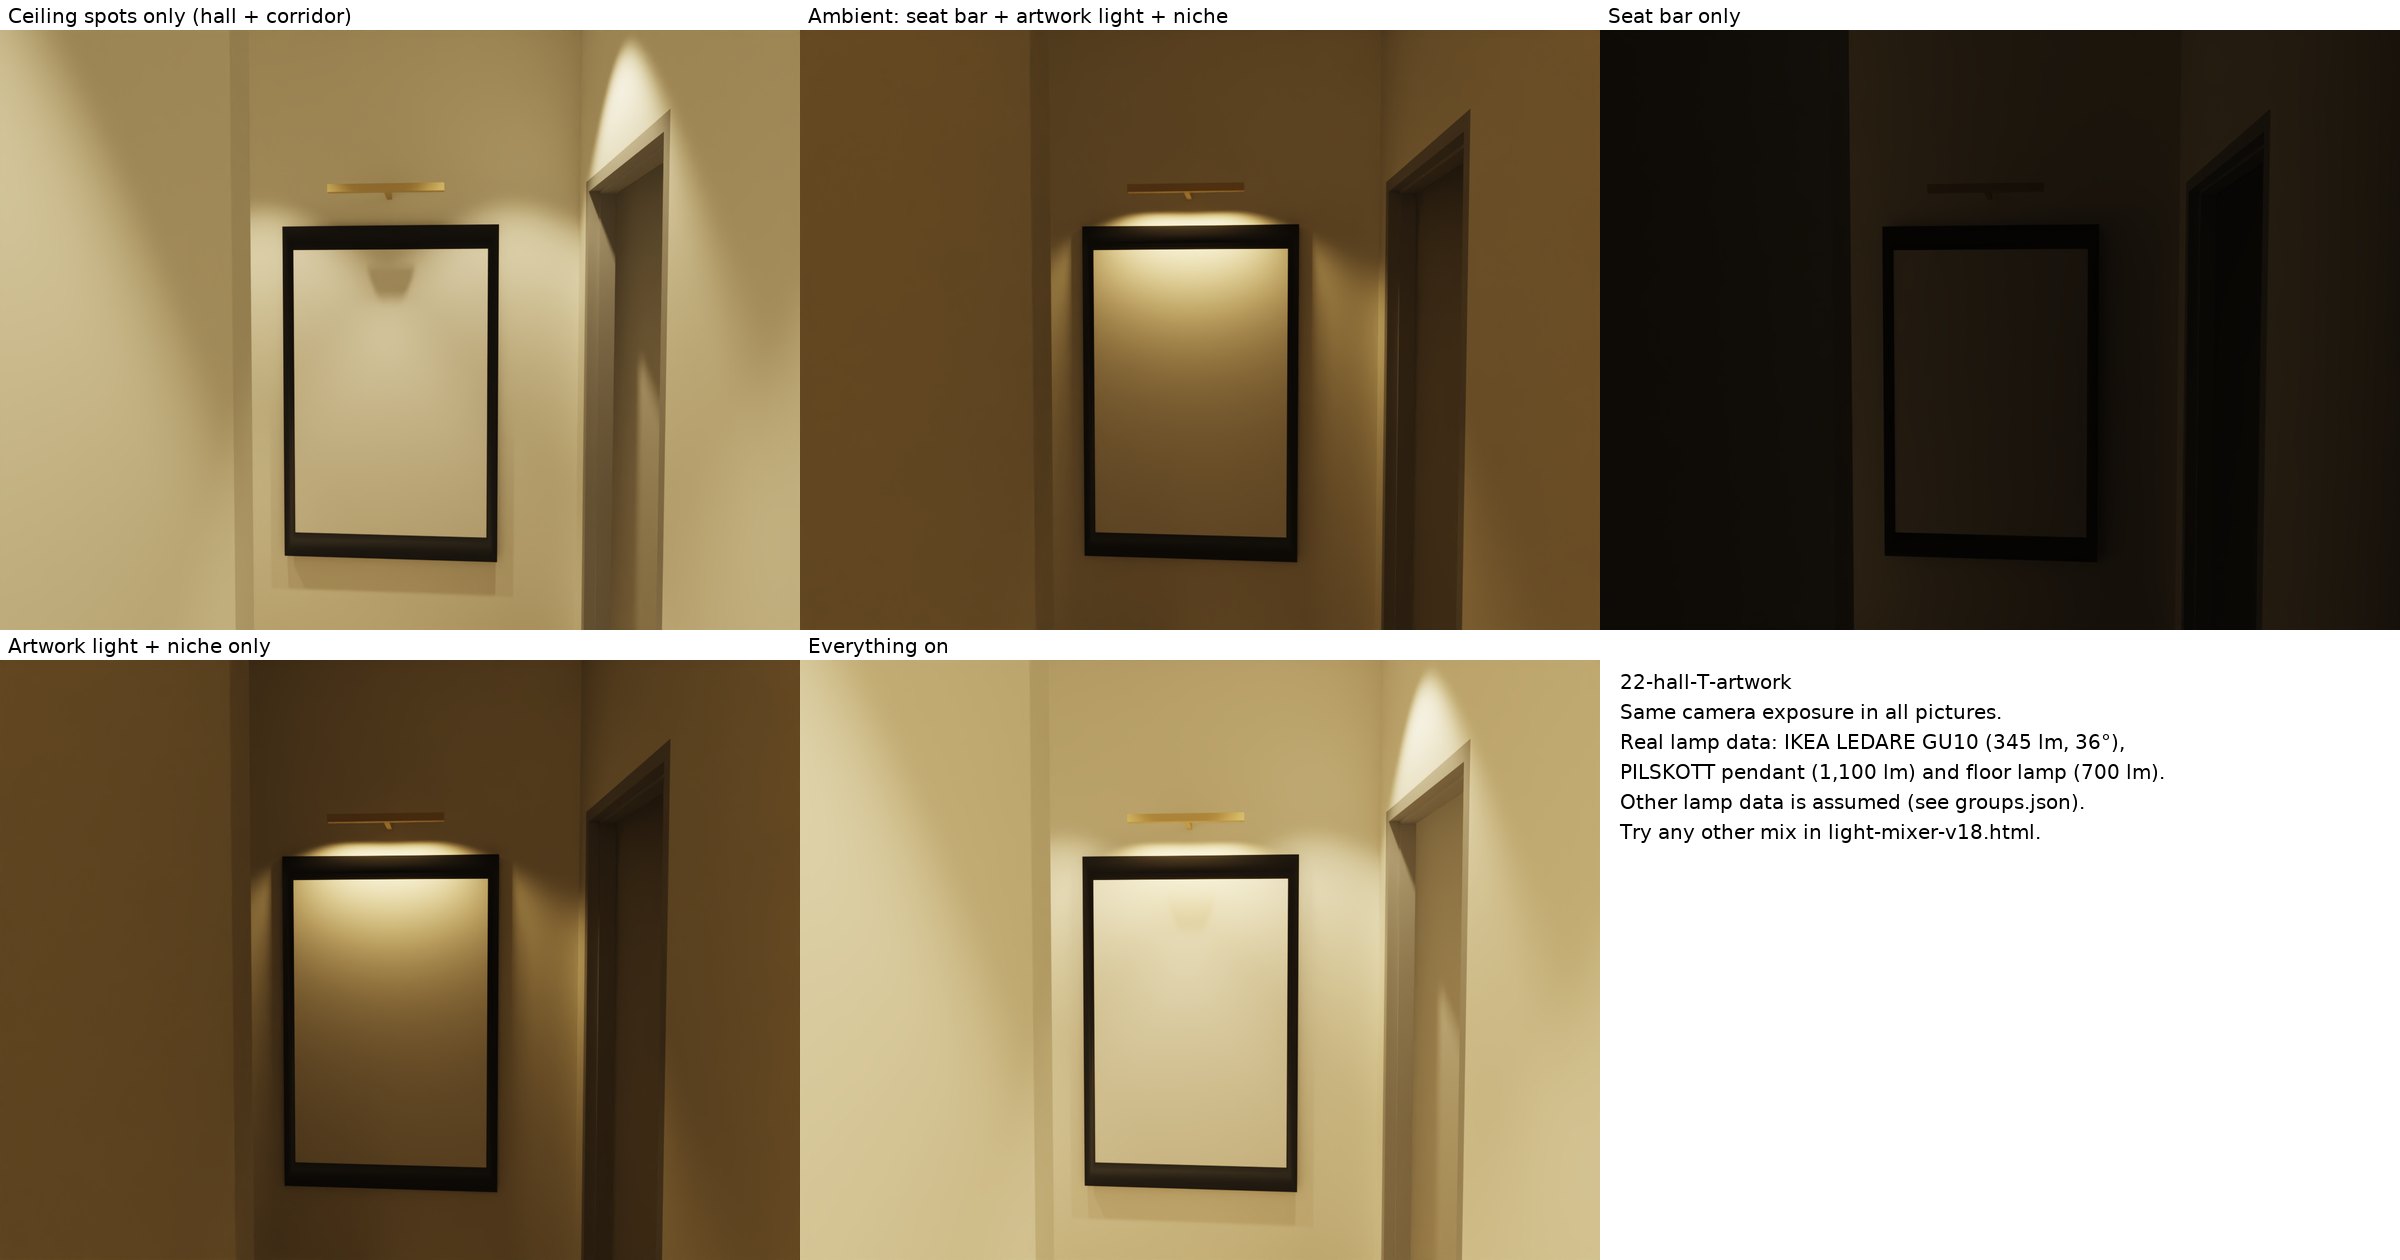 Ceiling spots only (hall + corridor)
Ambient: seat bar + artwork light + niche
Seat bar only
Artwork light + niche only
Everything on
22-hall-T-artwork
Same camera exposure in all pictures.
Real lamp data: IKEA LEDARE GU10 (345 lm, 36°),
PILSKOTT pendant (1,100 lm) and floor lamp (700 lm).
Other lamp data is assumed (see groups.json).
Try any other mix in light-mixer-v18.html.